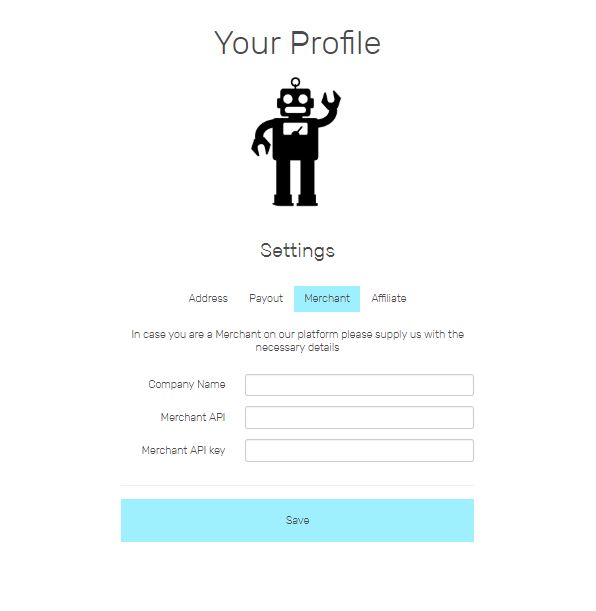 Your Profile
Settings
Address Payout Merchant Affiliate
In case you are a Merchant on our platform please supply us with the
necessary details
Company Name
Merchant API
Merchant API key
Save